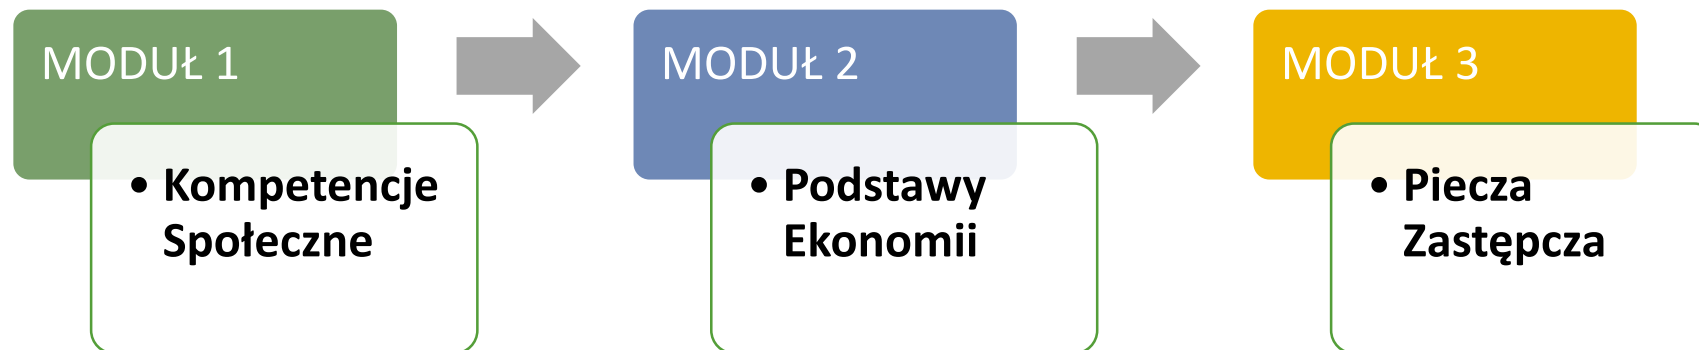 MODUŁ 1
• Kompetencje
Społeczne
MODUŁ 2
• Podstawy
Ekonomii
MODUŁ 3
• Piecza
Zastępcza